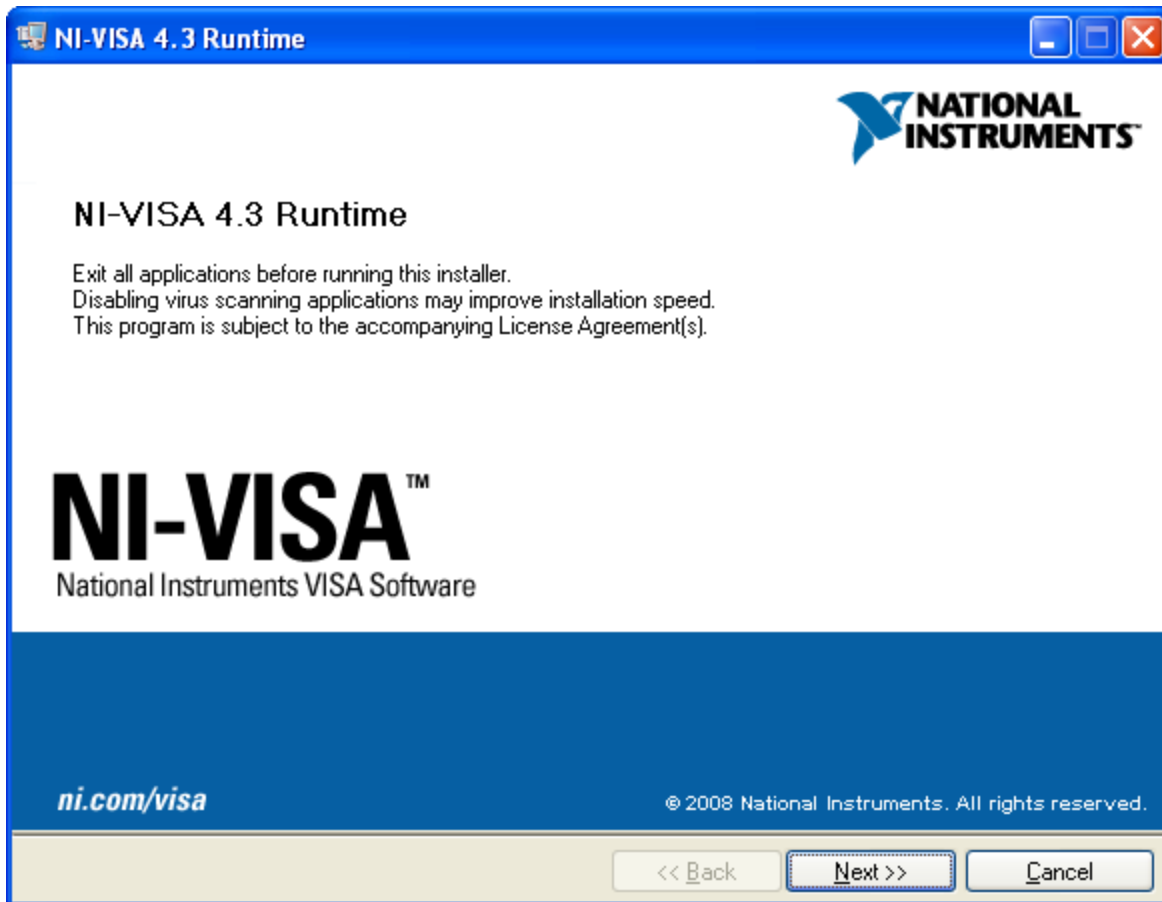 NI-VISA 4.3 Runtime
NATIONAL
INSTRUMENTS™
NI-VISA 4.3 Runtime
Exit all applications before running this installer.
Disabling virus scanning applications may improve installation speed.
This program is subject to the accompanying License Agreement(s).
NI-VISA™
National Instruments VISA Software
ni.com/visa
© 2008 National Instruments. All rights reserved.
<< Back
Next >>
Cancel